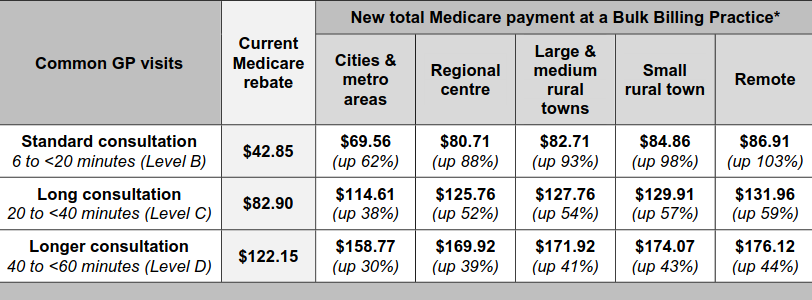 New total Medicare payment at a Bulk Billing Practice*
Common GP visits
Current
Medicare
rebate
Cities &
metro
areas
Regional
centre
Large &
medium
rural
towns
Small
rural town
Remote
Standard consultation
6 to <20 minutes (Level B)
$42.85
$69.56
(up 62%)
$80.71
(up 88%)
$82.71
(up 93%)
$84.86
(up 98%)
$86.91
(up 103%)
Long consultation
20 to <40 minutes (Level C)
$82.90
$114.61
(up 38%)
$125.76
(up 52%)
$127.76
(up 54%)
$129.91
(up 57%)
$131.96
(up 59%)
Longer consultation
40 to <60 minutes (Level D)
$122.15
$158.77
(up 30%)
$169.92
(up 39%)
$171.92
(up 41%)
$174.07
(up 43%)
$176.12
(up 44%)